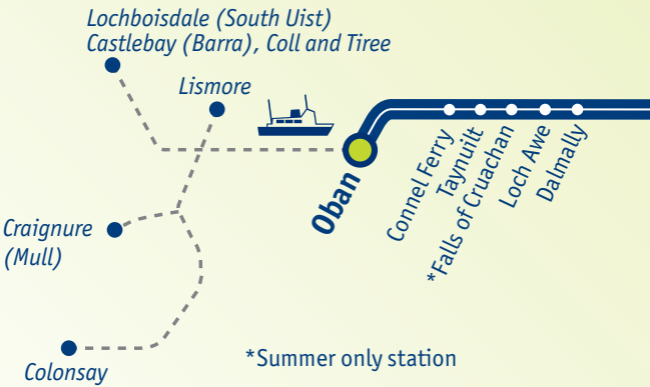 Lochboisdale (South Uist)
Castlebay (Barra), Coll and Tiree
Lismore
Oban
Connel Ferry
Taynuilt
*Falls of Cruachan
Loch Awe
Dalmally
Craignure
(Mull)
Colonsay
*Summer only station